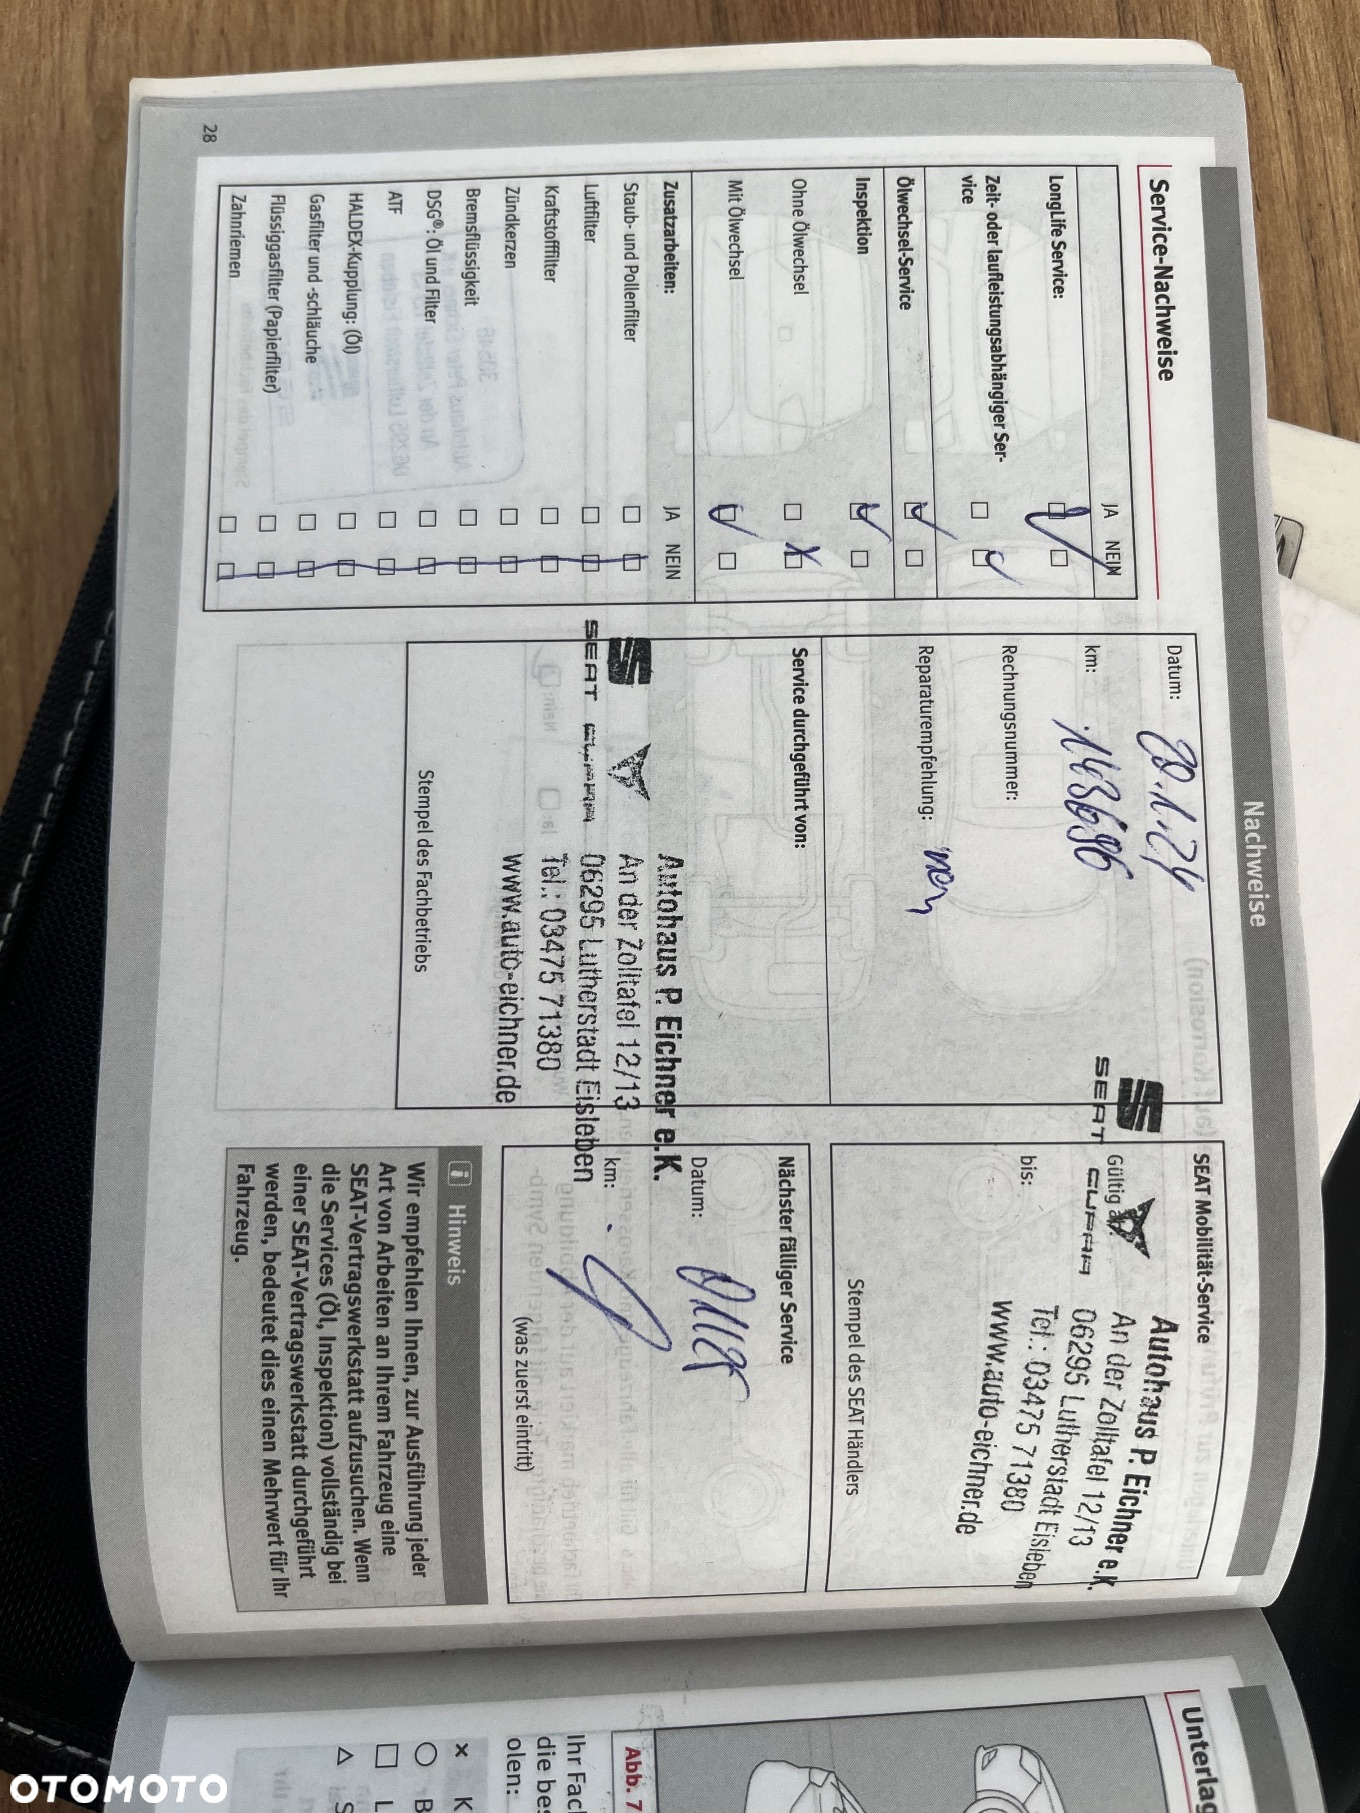 Nachweise
Service-Nachweise
JA NEIN
LongLife Service:
Zeit- oder laufleistungsabhängiger Ser-
vice
Ölwechsel-Service
Inspektion
Ohne Ölwechsel
Mit Ölwechsel
Zusatzarbeiten: JA NEIN
Staub- und Pollenfilter
Luftfilter
Kraftstofffilter
Zündkerzen
Bremsflüssigkeit
DSG®: Öl und Filter
ATF
HALDEX-Kupplung: (Öl)
Gasfilter und -schläuche
Flüssiggasfilter (Papierfilter)
Zahnriemen
28
Datum: 20.1.24
km: 143696
Rechnungsnummer:
Reparaturempfehlung:
Service durchgeführt von:
Autohaus P. Eichner e.K.
An der Zolltafel 12/13
06295 Lutherstadt Eisleben
Tel.: 03475 71380
www.auto-eichner.de
SEAT CUPRA
Stempel des Fachbetriebs
SEAT Mobilität-Service
Gültig
bis:
SEAT CUPRA
Autohaus P. Eichner e.K.
An der Zolltafel 12/13
06295 Lutherstadt Eisleben
Tel.: 03475 71380
www.auto-eichner.de
Stempel des SEAT Händlers
Nächster fälliger Service
Datum:
km:
(was zuerst eintritt)
Hinweis
Wir empfehlen Ihnen, zur Ausführung jeder
Art von Arbeiten an Ihrem Fahrzeug eine
SEAT-Vertragswerkstatt aufzusuchen. Wenn
die Services (Öl, Inspektion) vollständig bei
einer SEAT-Vertragswerkstatt durchgeführt
werden, bedeutet dies einen Mehrwert für Ihr
Fahrzeug.
Abb. 7
Ihr
olen:
OTOMOTO